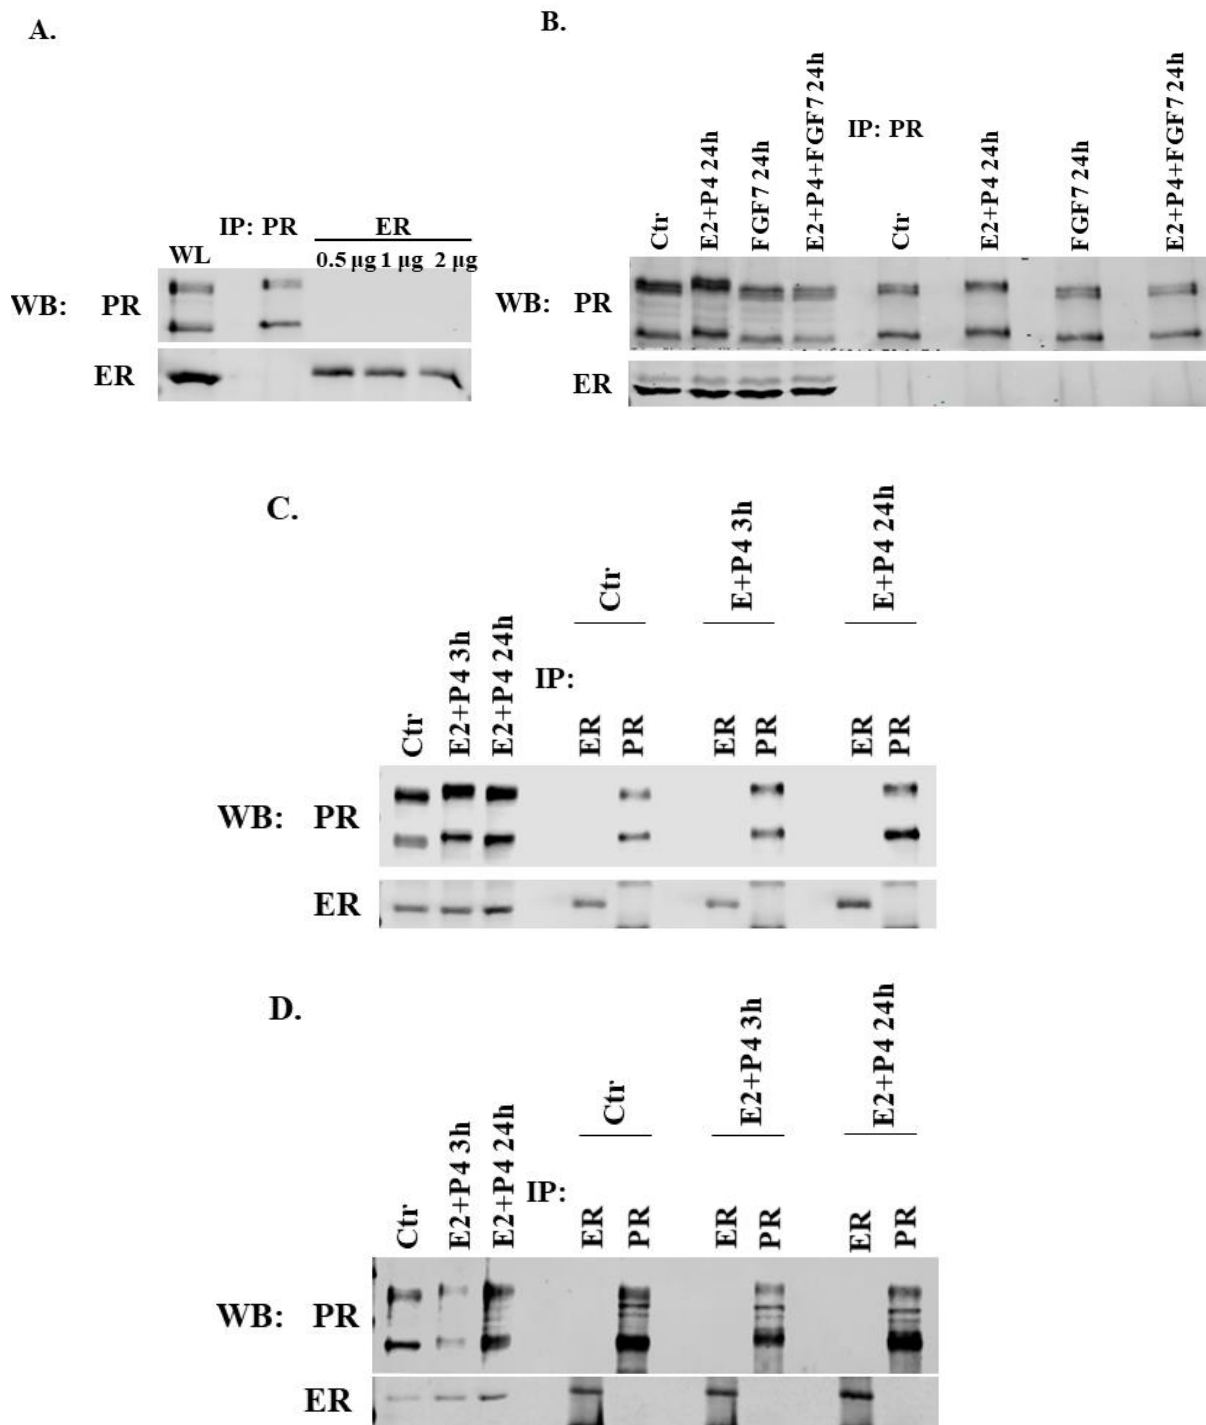 A.
IP: PR ER
WL 0.5 μg 1 μg 2 μg
WB: PR
ER
B.
Ctr
E2+P4 24h
FGF7 24h
E2+P4+FGF7 24h
IP: PR
Ctr
E2+P4 24h
FGF7 24h
E2+P4+FGF7 24h
WB: PR
ER
C.
Ctr
E+P4 3h
E+P4 24h
Ctr
E2+P4 3h
E2+P4 24h
IP:
ER
PR
ER
PR
ER
PR
WB: PR
ER
D.
Ctr
E2+P4 3h
E2+P4 24h
Ctr
E2+P4 3h
E2+P4 24h
IP:
ER
PR
ER
PR
ER
PR
WB: PR
ER